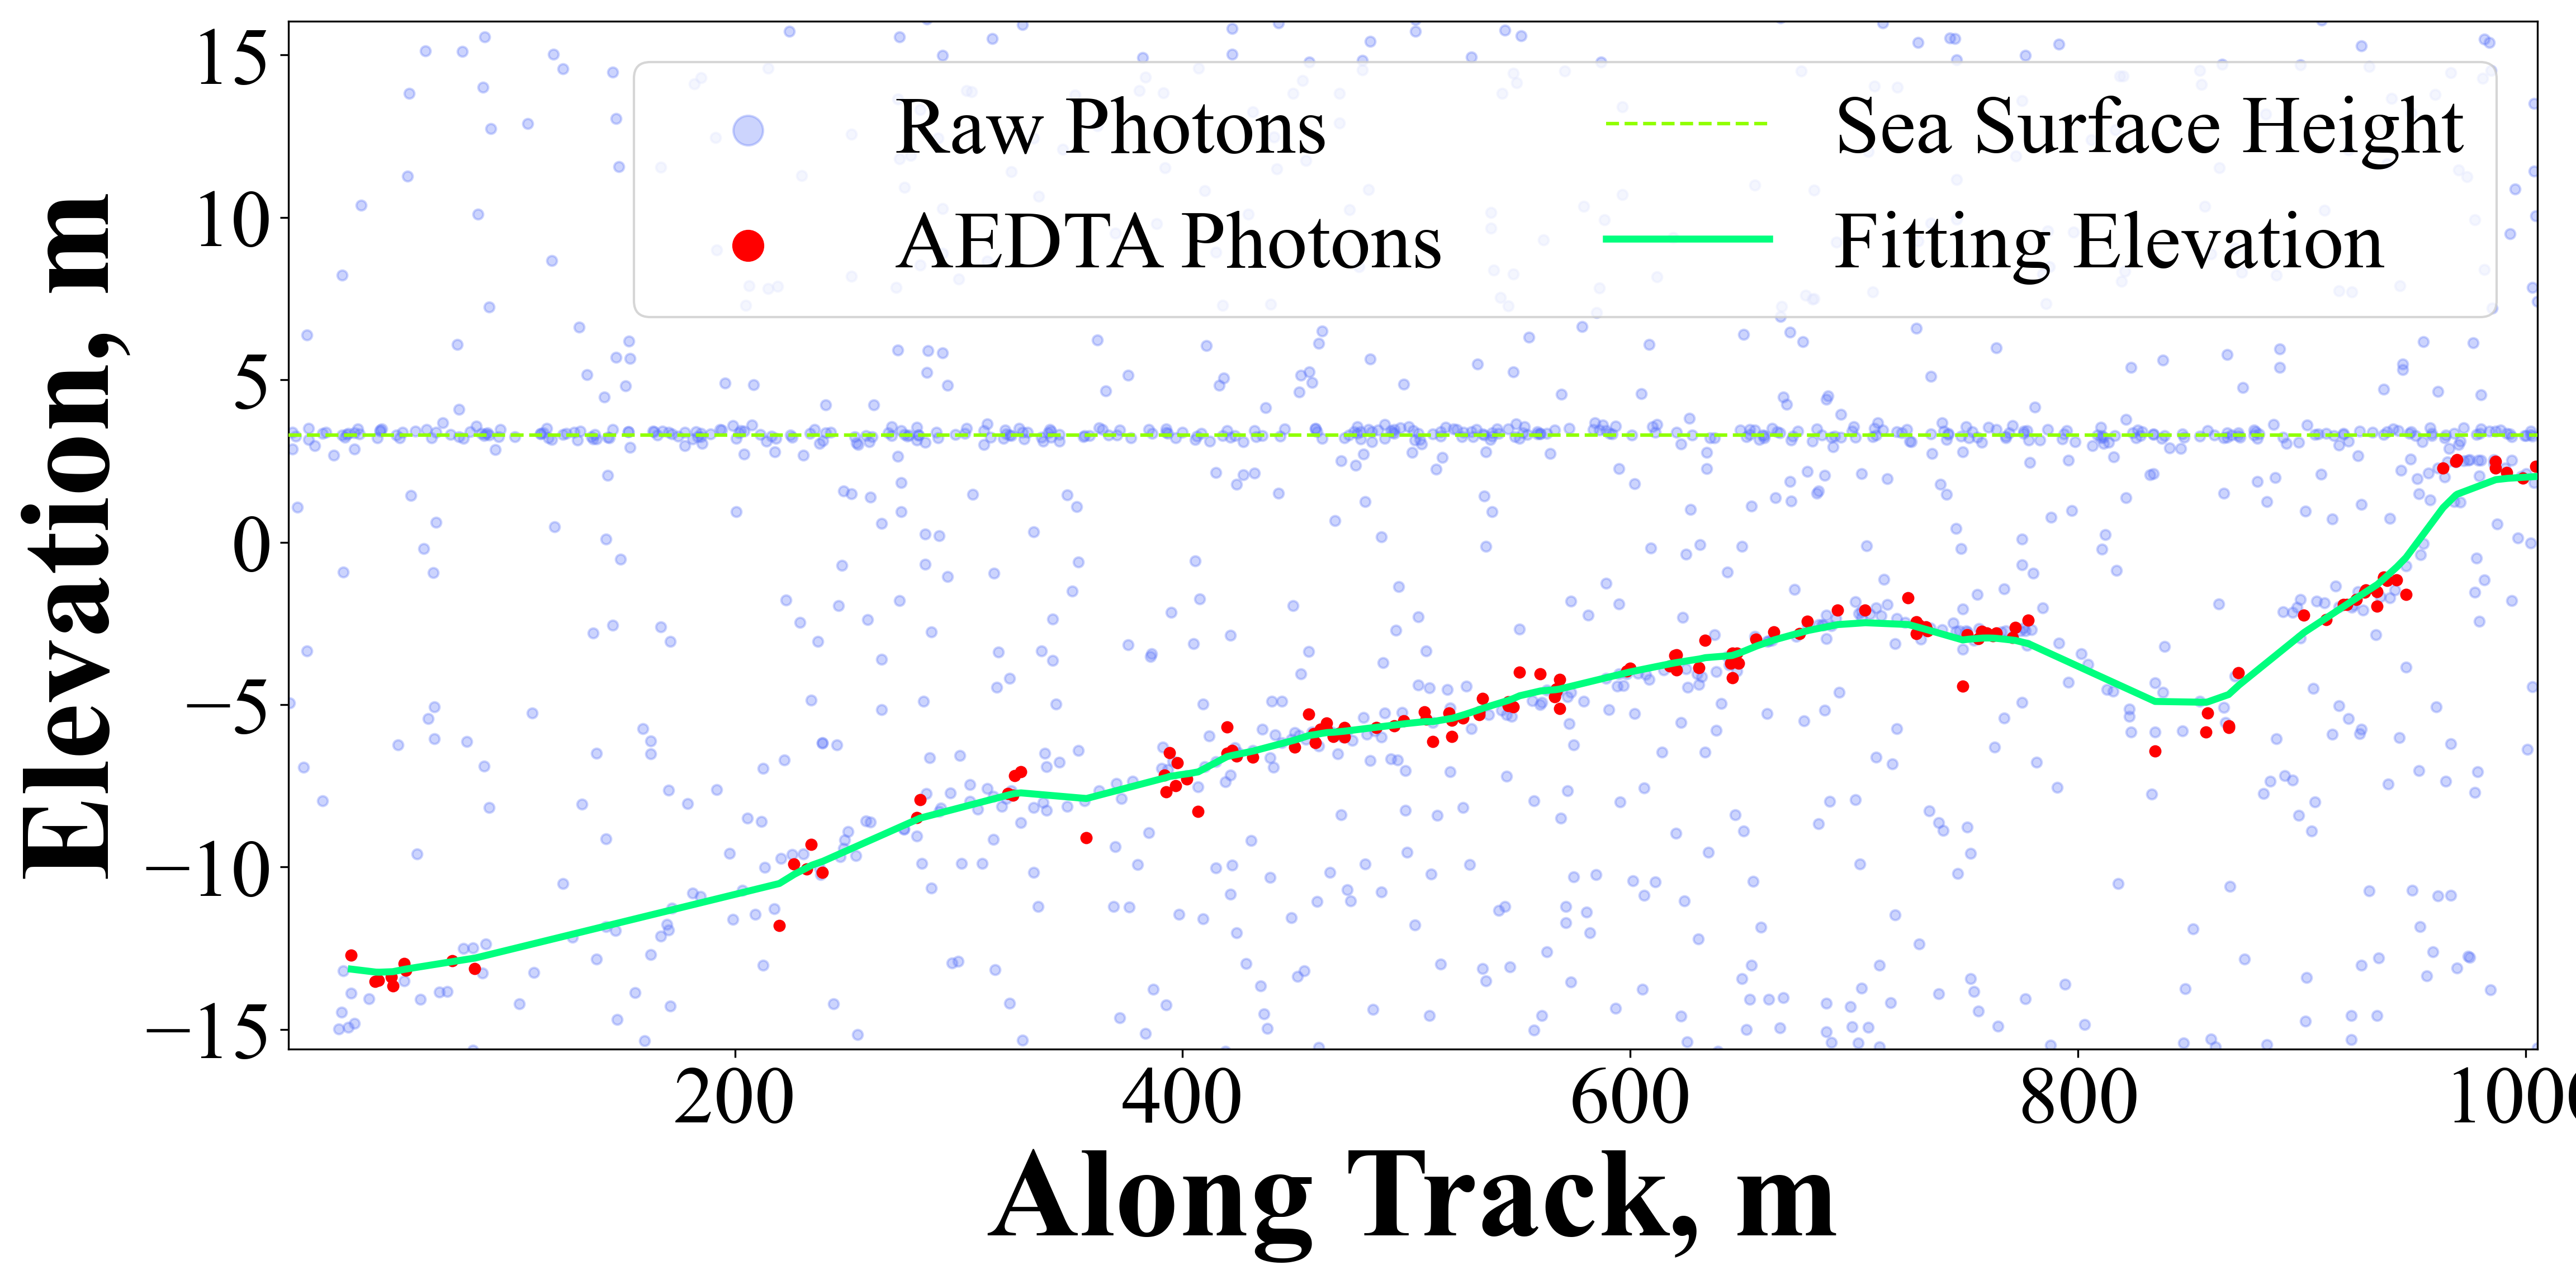 Raw Photons
AEDTA Photons
Sea Surface Height
Fitting Elevation
Elevation, m
15
10
5
0
−5
−10
−15
200
400
600
800
1000
Along Track, m